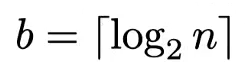 b = ⌈log₂ n⌉